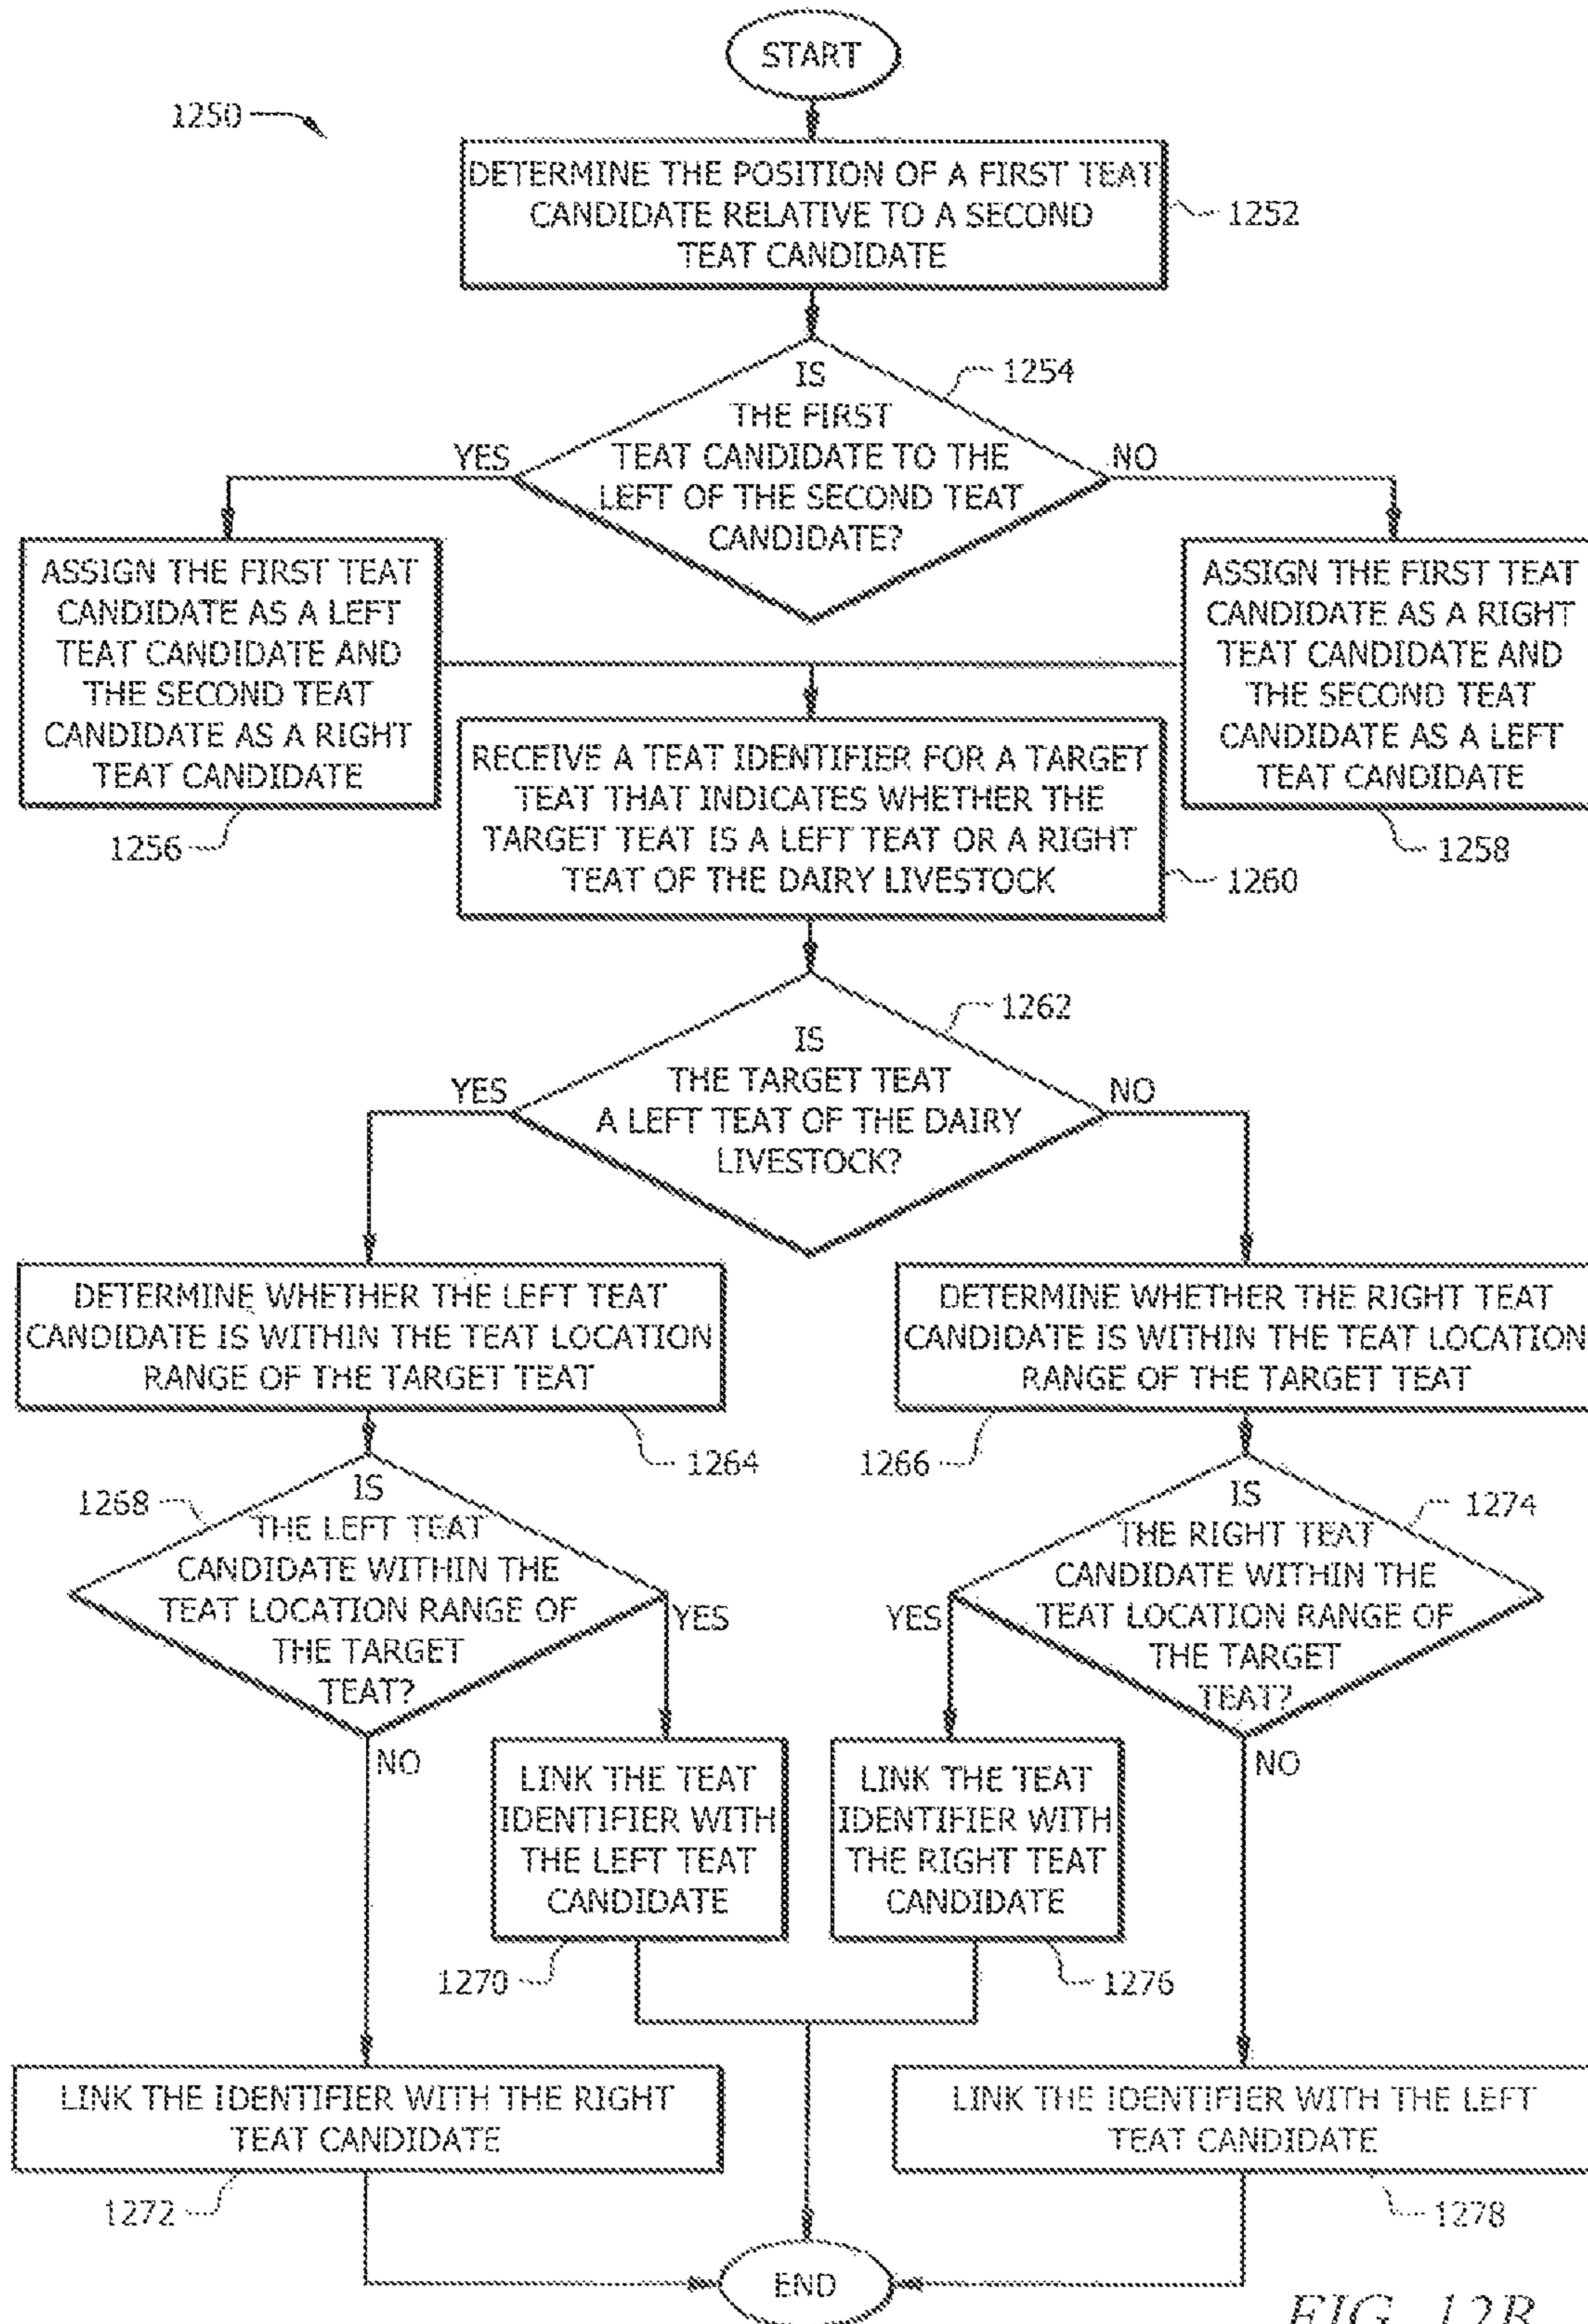 START
1250
DETERMINE THE POSITION OF A FIRST TEAT
CANDIDATE RELATIVE TO A SECOND
TEAT CANDIDATE
1252
IS
THE FIRST
TEAT CANDIDATE TO THE
LEFT OF THE SECOND TEAT
CANDIDATE?
1254
YES
NO
ASSIGN THE FIRST TEAT
CANDIDATE AS A LEFT
TEAT CANDIDATE AND
THE SECOND TEAT
CANDIDATE AS A RIGHT
TEAT CANDIDATE
1256
ASSIGN THE FIRST TEAT
CANDIDATE AS A RIGHT
TEAT CANDIDATE AND
THE SECOND TEAT
CANDIDATE AS A LEFT
TEAT CANDIDATE
1258
RECEIVE A TEAT IDENTIFIER FOR A TARGET
TEAT THAT INDICATES WHETHER THE
TARGET TEAT IS A LEFT TEAT OR A RIGHT
TEAT OF THE DAIRY LIVESTOCK
1260
IS
THE TARGET TEAT
A LEFT TEAT OF THE DAIRY
LIVESTOCK?
1262
YES
NO
DETERMINE WHETHER THE LEFT TEAT
CANDIDATE IS WITHIN THE TEAT LOCATION
RANGE OF THE TARGET TEAT
1264
DETERMINE WHETHER THE RIGHT TEAT
CANDIDATE IS WITHIN THE TEAT LOCATION
RANGE OF THE TARGET TEAT
1266
1268
IS
THE LEFT TEAT
CANDIDATE WITHIN THE
TEAT LOCATION RANGE OF
THE TARGET
TEAT?
YES
NO
IS
THE RIGHT TEAT
CANDIDATE WITHIN THE
TEAT LOCATION RANGE OF
THE TARGET
TEAT?
1274
YES
NO
LINK THE TEAT
IDENTIFIER WITH
THE LEFT TEAT
CANDIDATE
1270
LINK THE TEAT
IDENTIFIER WITH
THE RIGHT TEAT
CANDIDATE
1276
LINK THE IDENTIFIER WITH THE RIGHT
TEAT CANDIDATE
1272
LINK THE IDENTIFIER WITH THE LEFT
TEAT CANDIDATE
1278
END
FIG. 12B